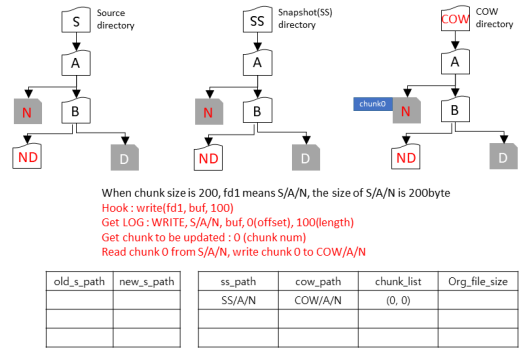 S
Source
directory
SS
Snapshot(SS)
directory
COW
COW
directory
A
A
A
N
B
N
B
chunk0
N
B
ND
D
ND
D
ND
D
When chunk size is 200, fd1 means S/A/N, the size of S/A/N is 200byte
Hook : write(fd1, buf, 100)
Get LOG : WRITE, S/A/N, buf, 0(offset), 100(length)
Get chunk to be updated : 0 (chunk num)
Read chunk 0 from S/A/N, write chunk 0 to COW/A/N
old_s_path new_s_path ss_path cow_path chunk_list Org_file_size
SS/A/N COW/A/N (0, 0)